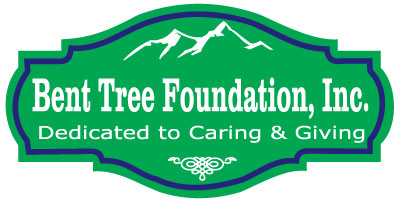 Bent Tree Foundation, Inc.
Dedicated to Caring & Giving